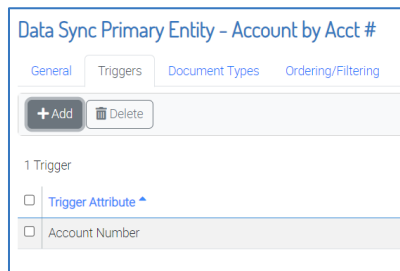 Data Sync Primary Entity - Account by Acct #
General Triggers Document Types Ordering/Filtering
+ Add Delete
1 Trigger
Trigger Attribute
Account Number